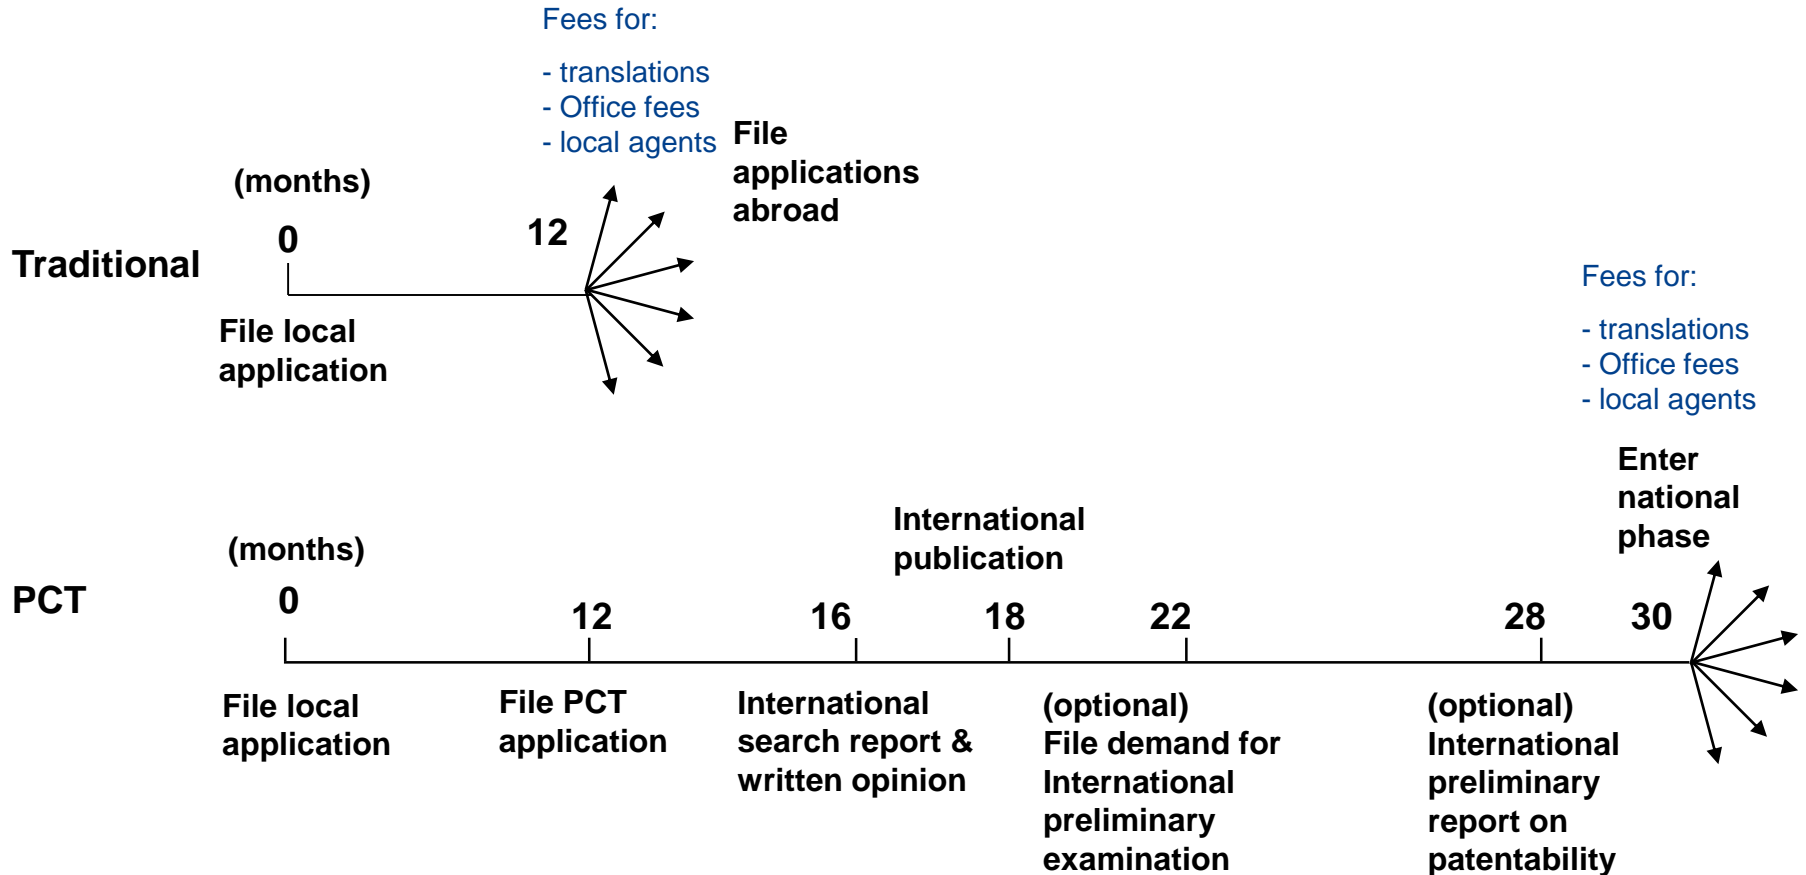 Fees for:
- translations
- Office fees
- local agents
File
applications
abroad
(months)
0
12
Traditional
File local
application
Fees for:
- translations
- Office fees
- local agents
Enter
national
phase
International
publication
(months)
PCT
0
12
16
18
22
28
30
File local
application
File PCT
application
International
search report &
written opinion
(optional)
File demand for
International
preliminary
examination
(optional)
International
preliminary
report on
patentability